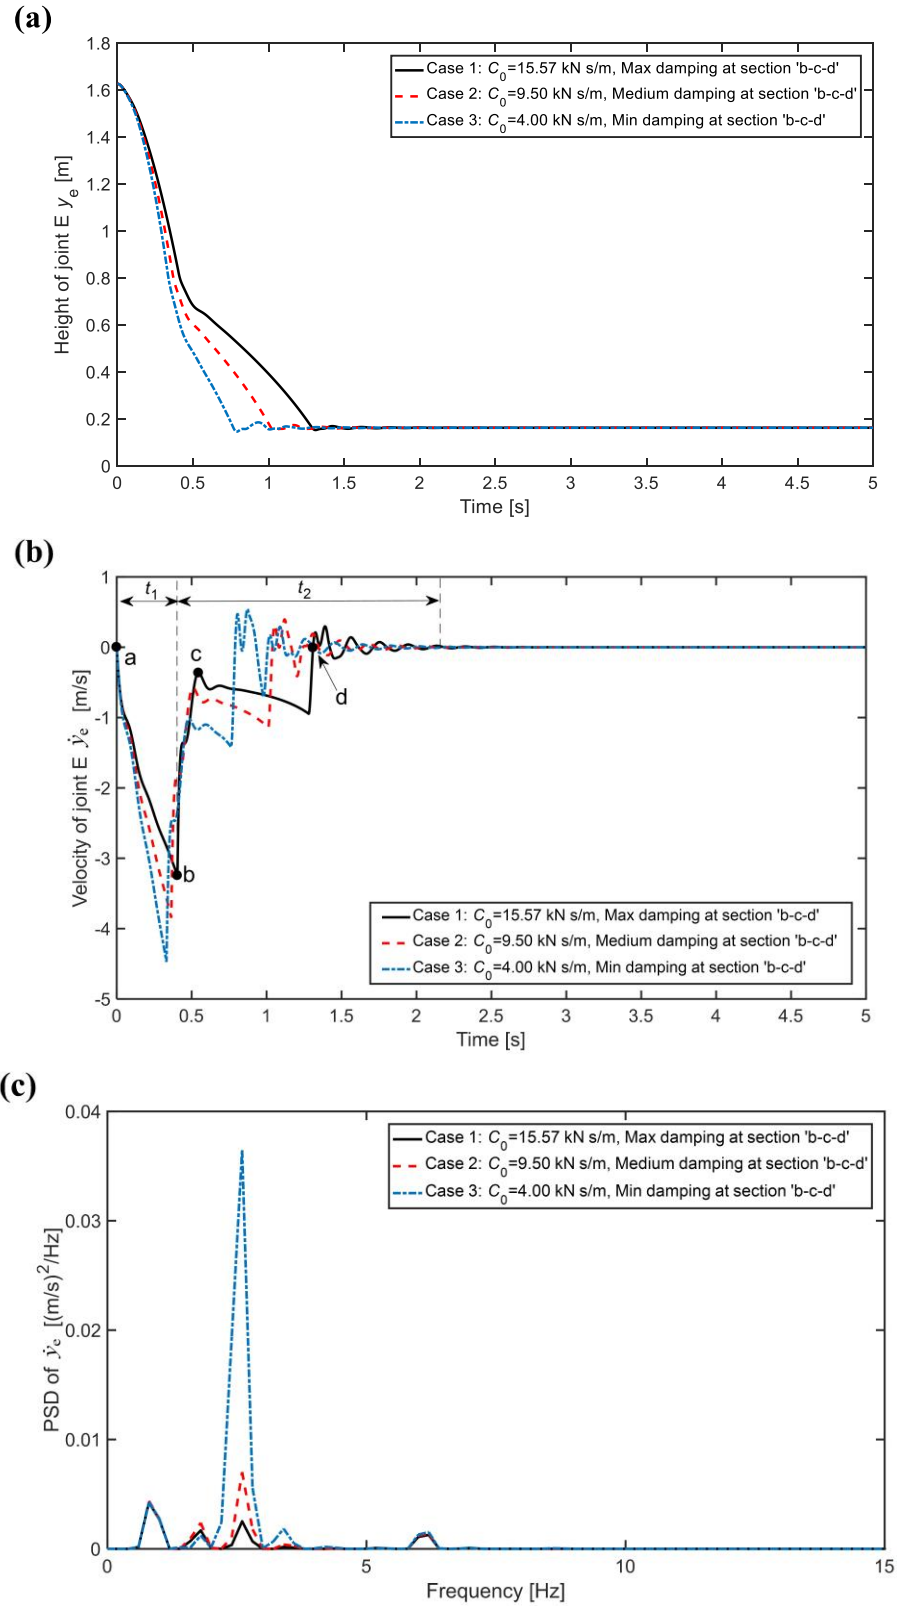 (a)
1.8
1.6
1.4
1.2
1
0.8
0.6
0.4
0.2
0
Height of joint E y_e [m]
Case 1: C_0=15.57 kN s/m, Max damping at section 'b-c-d'
Case 2: C_0=9.50 kN s/m, Medium damping at section 'b-c-d'
Case 3: C_0=4.00 kN s/m, Min damping at section 'b-c-d'
0 0.5 1 1.5 2 2.5 3 3.5 4 4.5 5
Time [s]
(b)
1
0
-1
-2
-3
-4
-5
Velocity of joint E ẏ_e [m/s]
t_1 t_2
a
c
d
b
Case 1: C_0=15.57 kN s/m, Max damping at section 'b-c-d'
Case 2: C_0=9.50 kN s/m, Medium damping at section 'b-c-d'
Case 3: C_0=4.00 kN s/m, Min damping at section 'b-c-d'
0 0.5 1 1.5 2 2.5 3 3.5 4 4.5 5
Time [s]
(c)
0.04
0.03
0.02
0.01
0
PSD of ẏ_e [(m/s)^2/Hz]
Case 1: C_0=15.57 kN s/m, Max damping at section 'b-c-d'
Case 2: C_0=9.50 kN s/m, Medium damping at section 'b-c-d'
Case 3: C_0=4.00 kN s/m, Min damping at section 'b-c-d'
0 5 10 15
Frequency [Hz]